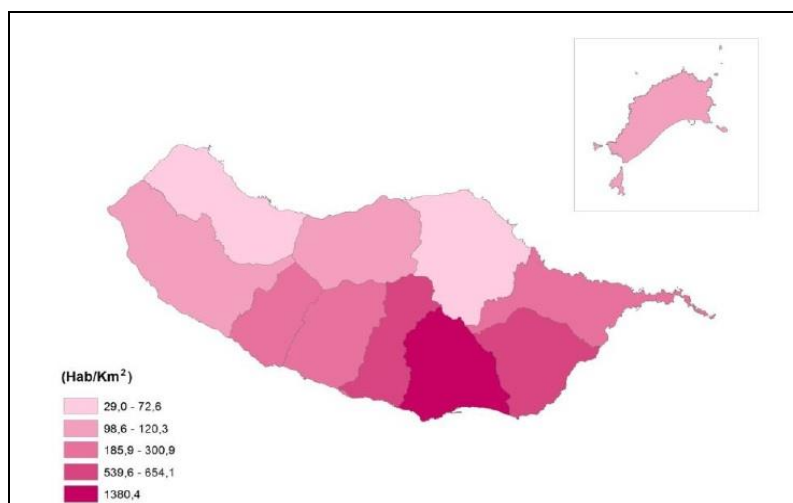 (Hab/Km²)
29,0 - 72,6
98,6 - 120,3
185,9 - 300,9
539,6 - 654,1
1380,4